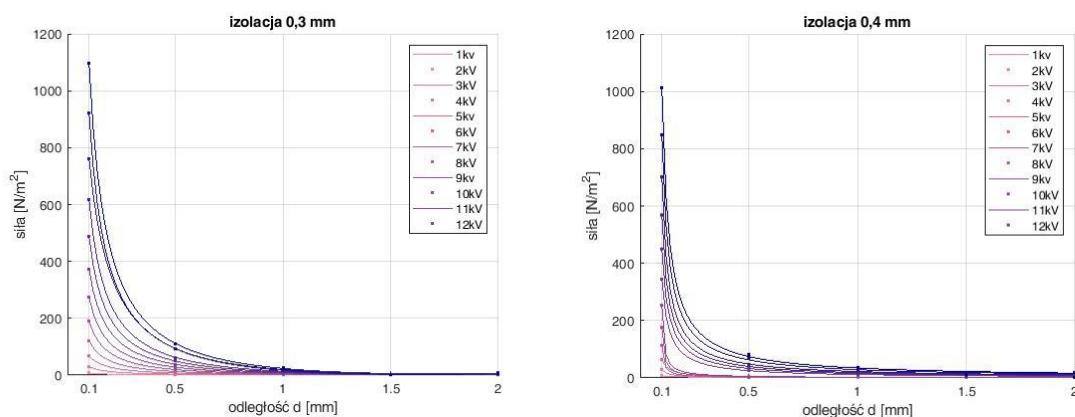 izolacja 0,3 mm
1200
1000
800
600
400
200
0
siła [N/m²]
0.1 0.5 1 1.5 2
odległość d [mm]
1kv
2kV
3kV
4kV
5kV
6kV
7kV
8kV
9kv
10kV
11kV
12kV
izolacja 0,4 mm
1200
1000
800
600
400
200
0
siła [N/m²]
0.1 0.5 1 1.5 2
odległość d [mm]
1kv
2kV
3kV
4kV
5kV
6kV
7kV
8kV
9kv
10kV
11kV
12kV